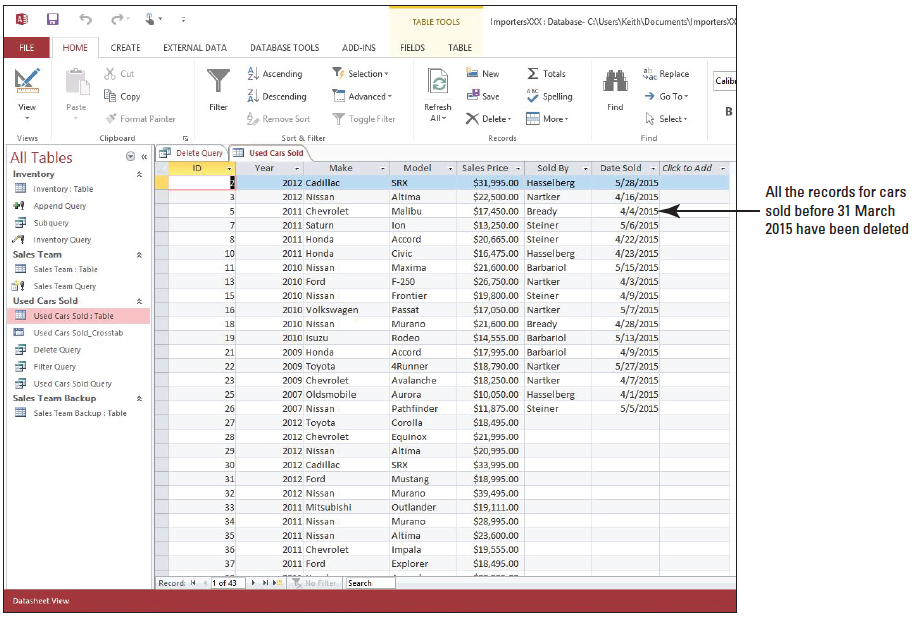 TABLE TOOLS
ImportersXXX : Database- C:\Users\Keith\Documents\ImportersXX
FILE HOME CREATE EXTERNAL DATA DATABASE TOOLS ADD-INS FIELDS TABLE
Cut Ascending Selection New Totals Replace Calib
Copy Descending Advanced Save Spelling Go To
View Paste Format Painter Filter Remove Sort Toggle Filter Refresh All Delete More Find Select B
Views Clipboard Sort & Filter Records Find
All Tables
Inventory
Inventory : Table
Append Query
Subquery
Inventory Query
Sales Team
Sales Team : Table
Sales Team Query
Used Cars Sold
Used Cars Sold : Table
Used Cars Sold_Crosstab
Delete Query
Filter Query
Used Cars Sold Query
Sales Team Backup
Sales Team Backup : Table
Delete Query Used Cars Sold
ID Year Make Model Sales Price Sold By Date Sold Click to Add
2 2012 Cadillac SRX $31,995.00 Hasselberg 5/28/2015
3 2012 Nissan Altima $22,500.00 Nartker 4/16/2015
5 2011 Chevrolet Malibu $17,450.00 Bready 4/4/2015
7 2011 Saturn Ion $13,250.00 Steiner 5/6/2015
8 2011 Honda Accord $20,665.00 Steiner 4/22/2015
10 2011 Honda Civic $16,475.00 Hasselberg 4/23/2015
11 2010 Nissan Maxima $21,600.00 Barbariol 5/15/2015
13 2010 Ford F-250 $26,750.00 Nartker 4/3/2015
15 2010 Nissan Frontier $19,800.00 Steiner 4/9/2015
16 2010 Volkswagen Passat $17,050.00 Nartker 5/7/2015
18 2010 Nissan Murano $21,600.00 Bready 4/28/2015
19 2010 Isuzu Rodeo $14,555.00 Barbariol 5/13/2015
21 2009 Honda Accord $17,995.00 Barbariol 4/9/2015
22 2009 Toyota 4Runner $18,790.00 Nartker 5/27/2015
23 2009 Chevrolet Avalanche $18,250.00 Nartker 4/7/2015
25 2007 Oldsmobile Aurora $10,050.00 Hasselberg 4/1/2015
26 2007 Nissan Pathfinder $11,875.00 Steiner 5/5/2015
27 2012 Toyota Corolla $18,495.00
28 2012 Chevrolet Equinox $21,995.00
29 2012 Nissan Altima $20,995.00
30 2012 Cadillac SRX $33,995.00
31 2012 Ford Mustang $18,995.00
32 2012 Nissan Murano $39,495.00
33 2011 Mitsubishi Outlander $19,111.00
34 2011 Nissan Murano $28,995.00
35 2011 Nissan Altima $23,600.00
36 2011 Chevrolet Impala $19,555.00
37 2011 Ford Explorer $18,495.00
Record: 1 of 43 No Filter Search
Datasheet View
All the records for cars
sold before 31 March
2015 have been deleted